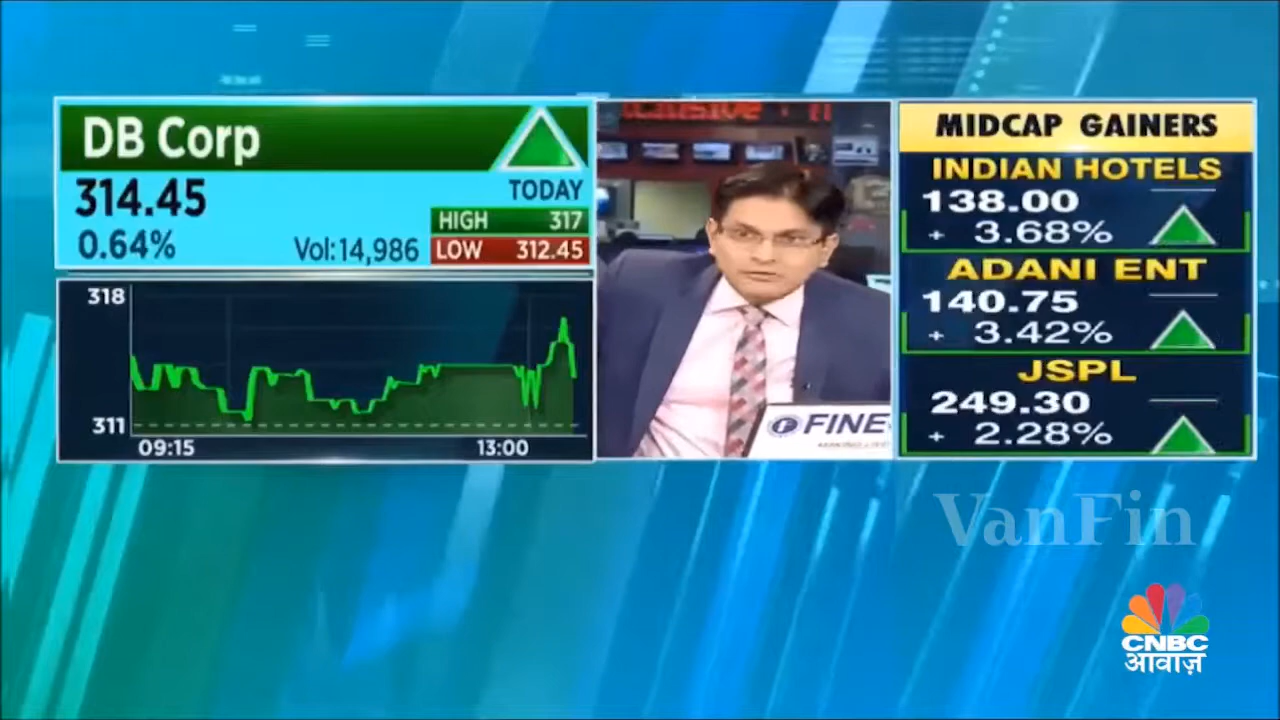 DB Corp
314.45
0.64%
Vol:14,986
TODAY
HIGH 317
LOW 312.45
318
311
09:15
13:00
FINE
MIDCAP GAINERS
INDIAN HOTELS
138.00
+ 3.68%
ADANI ENT
140.75
+ 3.42%
JSPL
249.30
+ 2.28%
VanFin
CNBC
आवाज़